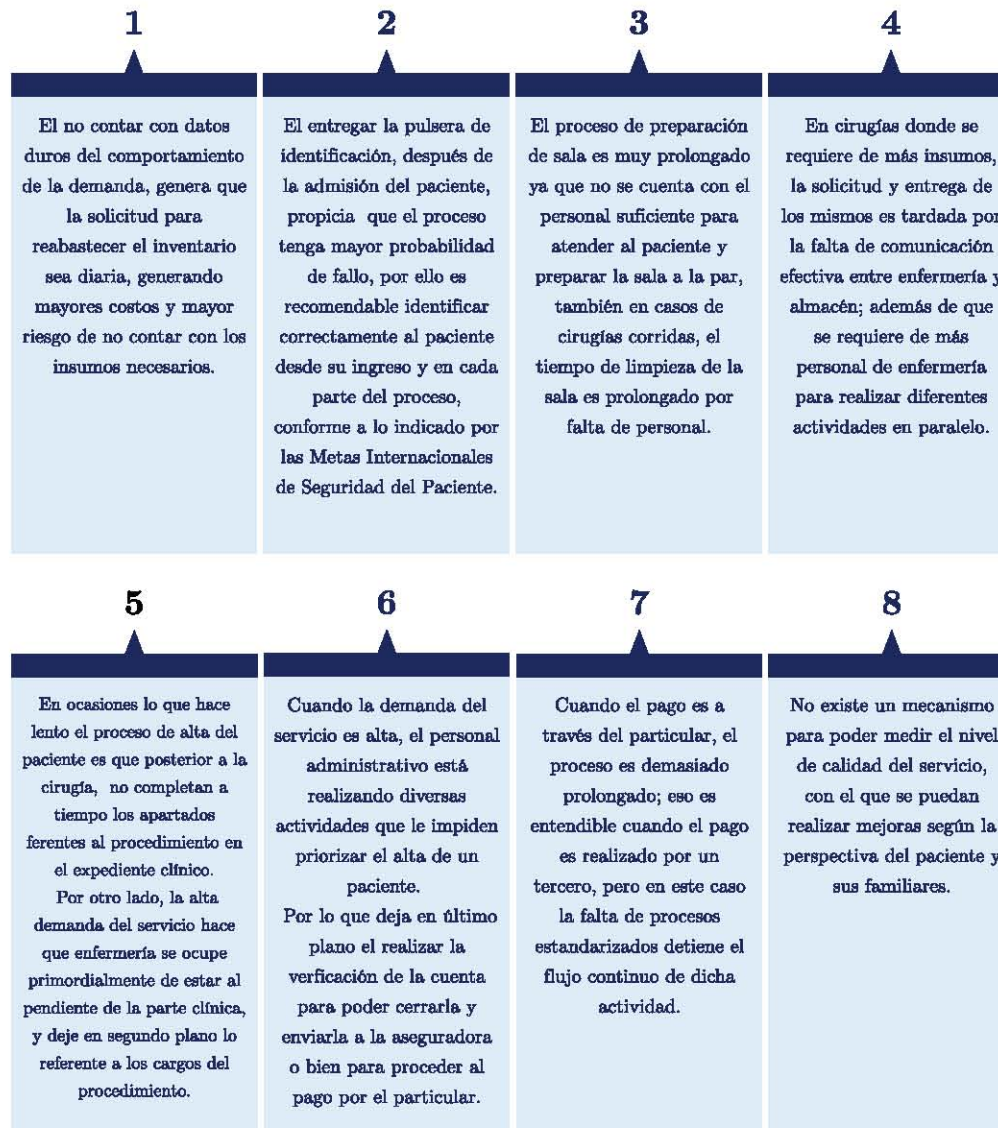 1
El no contar con datos
duros del comportamiento
de la demanda, genera que
la solicitud para
reabastecer el inventario
sea diaria, generando
mayores costos y mayor
riesgo de no contar con los
insumos necesarios.
2
El entregar la pulsera de
identificación, después de
la admisión del paciente,
propicia que el proceso
tenga mayor probabilidad
de fallo, por ello es
recomendable identificar
correctamente al paciente
desde su ingreso y en cada
parte del proceso,
conforme a lo indicado por
las Metas Internacionales
de Seguridad del Paciente.
3
El proceso de preparación
de sala es muy prolongado
ya que no se cuenta con el
personal suficiente para
atender al paciente y
preparar la sala a la par,
también en casos de
cirugías corridas, el
tiempo de limpieza de la
sala es prolongado por
falta de personal.
4
En cirugías donde se
requiere de más insumos,
la solicitud y entrega de
los mismos es tardada por
la falta de comunicación
efectiva entre enfermería y
almacén; además de que
se requiere de más
personal de enfermería
para realizar diferentes
actividades en paralelo.
5
En ocasiones lo que hace
lento el proceso de alta del
paciente es que posterior a la
cirugía, no completan a
tiempo los apartados
ferentes al procedimiento en
el expediente clínico.
Por otro lado, la alta
demanda del servicio hace
que enfermería se ocupe
primordialmente de estar al
pendiente de la parte clínica,
y deje en segundo plano lo
referente a los cargos del
procedimiento.
6
Cuando la demanda del
servicio es alta, el personal
administrativo está
realizando diversas
actividades que le impiden
priorizar el alta de un
paciente.
Por lo que deja en último
plano el realizar la
verficación de la cuenta
para poder cerrarla y
enviarla a la aseguradora
o bien para proceder al
pago por el particular.
7
Cuando el pago es a
través del particular, el
proceso es demasiado
prolongado; eso es
entendible cuando el pago
es realizado por un
tercero, pero en este caso
la falta de procesos
estandarizados detiene el
flujo continuo de dicha
actividad.
8
No existe un mecanismo
para poder medir el nivel
de calidad del servicio,
con el que se puedan
realizar mejoras según la
perspectiva del paciente y
sus familiares.